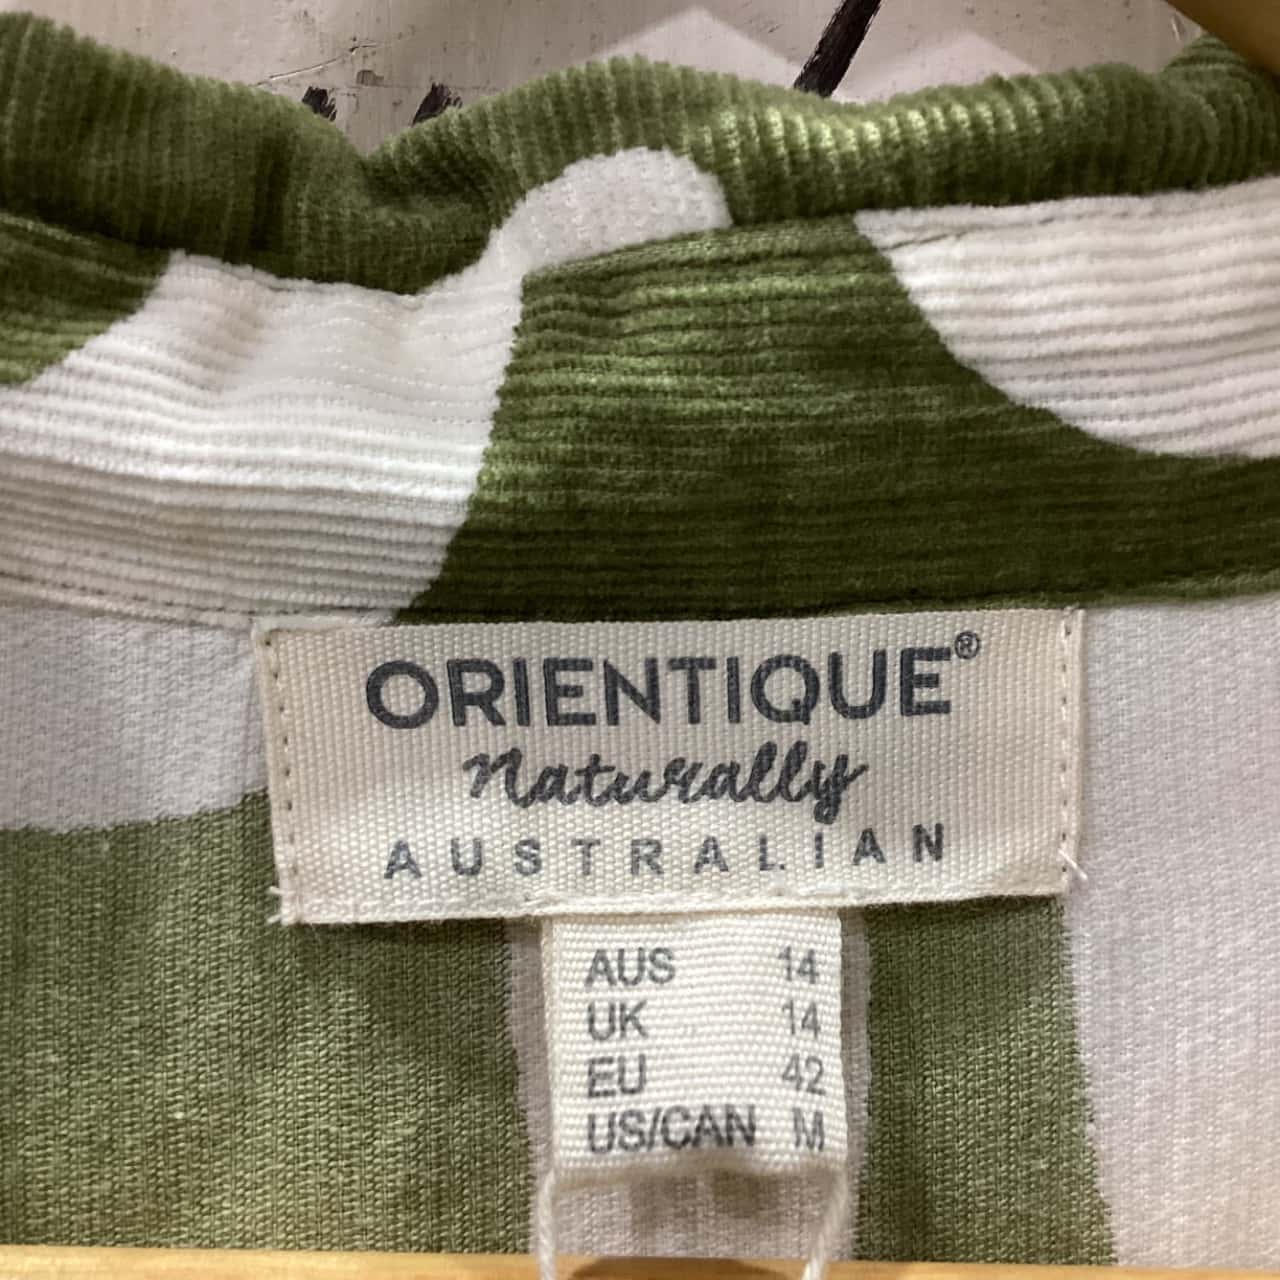 ORIENTIQUE®
Naturally
AUSTRALIAN
AUS 14
UK 14
EU 42
US/CAN M